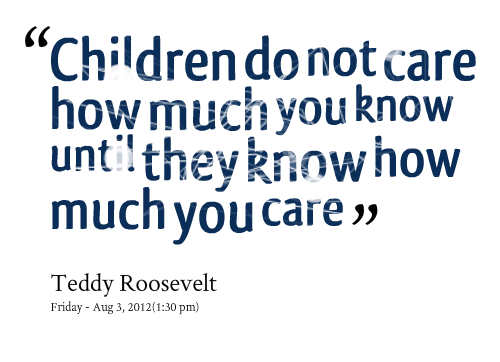 “Children do not care
how much you know
until they know how
much you care”
Teddy Roosevelt
Friday - Aug 3, 2012(1:30 pm)